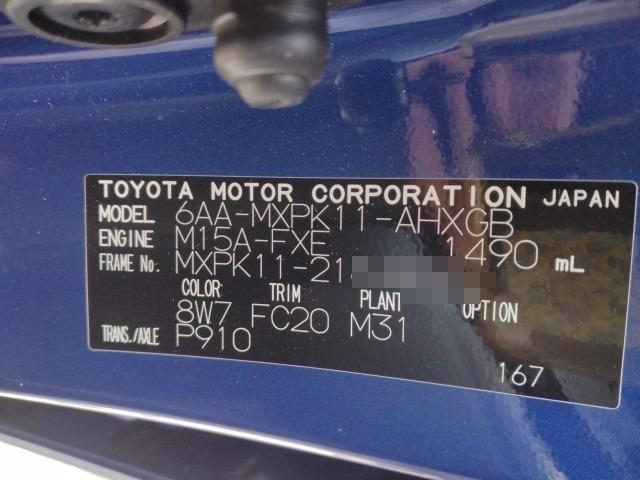 TOYOTA MOTOR CORPORATION JAPAN
MODEL 6AA-MXPK11-AHXGB
ENGINE M15A-FXE 1490 mL
FRAME No. MXPK11-21
COLOR TRIM PLANT OPTION
8W7 FC20 M31
TRANS./AXLE P910
167